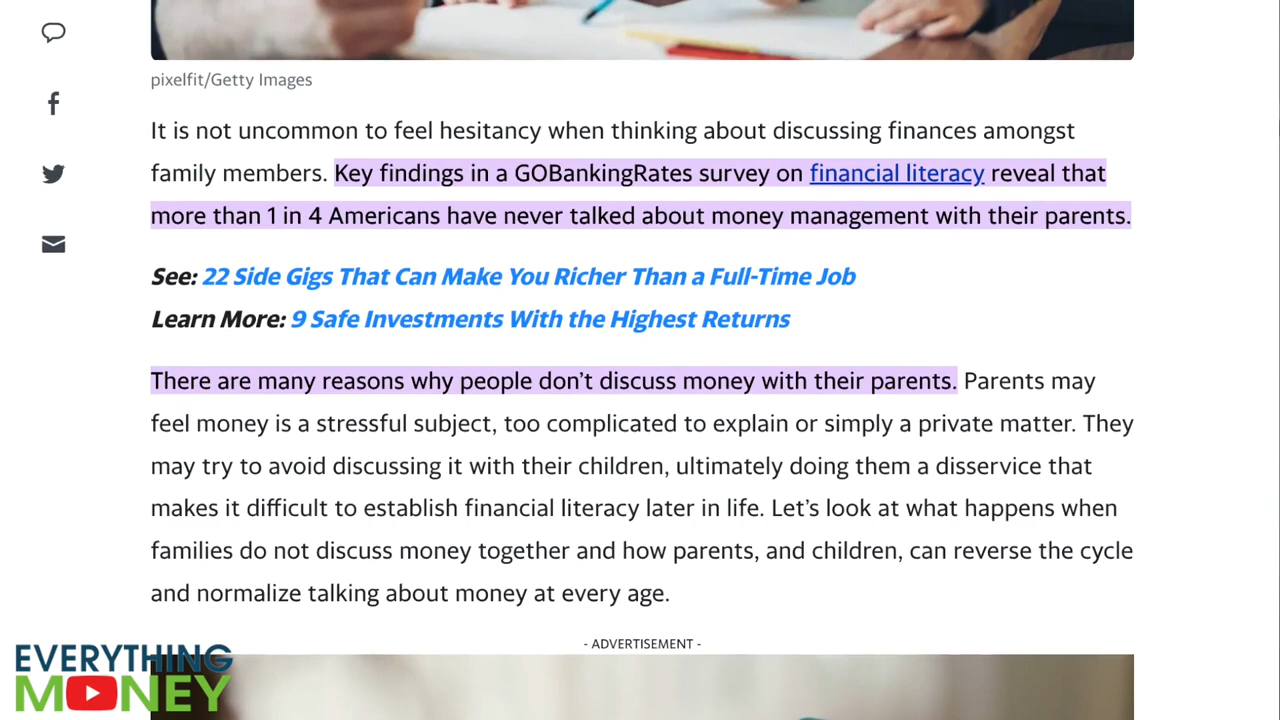 pixelfit/Getty Images
It is not uncommon to feel hesitancy when thinking about discussing finances amongst
family members. Key findings in a GOBankingRates survey on financial literacy reveal that
more than 1 in 4 Americans have never talked about money management with their parents.
See: 22 Side Gigs That Can Make You Richer Than a Full-Time Job
Learn More: 9 Safe Investments With the Highest Returns
There are many reasons why people don’t discuss money with their parents. Parents may
feel money is a stressful subject, too complicated to explain or simply a private matter. They
may try to avoid discussing it with their children, ultimately doing them a disservice that
makes it difficult to establish financial literacy later in life. Let’s look at what happens when
families do not discuss money together and how parents, and children, can reverse the cycle
and normalize talking about money at every age.
- ADVERTISEMENT -
EVERYTHING
MONEY